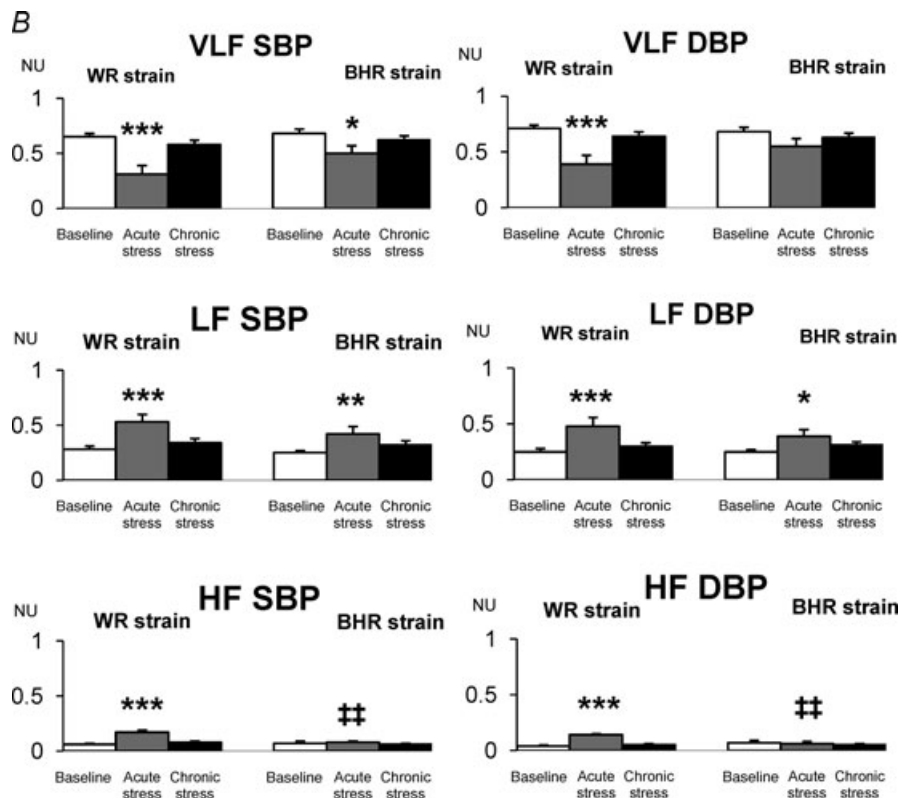 B
VLF SBP
VLF DBP
NU
WR strain
BHR strain
NU
WR strain
BHR strain
1
***
*
1
***
0.5
0.5
0
0
Baseline
Acute stress
Chronic stress
Baseline
Acute stress
Chronic stress
Baseline
Acute stress
Chronic stress
Baseline
Acute stress
Chronic stress
LF SBP
LF DBP
NU
WR strain
BHR strain
NU
WR strain
BHR strain
1
***
**
1
***
*
0.5
0.5
0
0
Baseline
Acute stress
Chronic stress
Baseline
Acute stress
Chronic stress
Baseline
Acute stress
Chronic stress
Baseline
Acute stress
Chronic stress
HF SBP
HF DBP
NU
WR strain
BHR strain
NU
WR strain
BHR strain
1
1
0.5
***
‡‡
0.5
***
‡‡
0
0
Baseline
Acute stress
Chronic stress
Baseline
Acute stress
Chronic stress
Baseline
Acute stress
Chronic stress
Baseline
Acute stress
Chronic stress